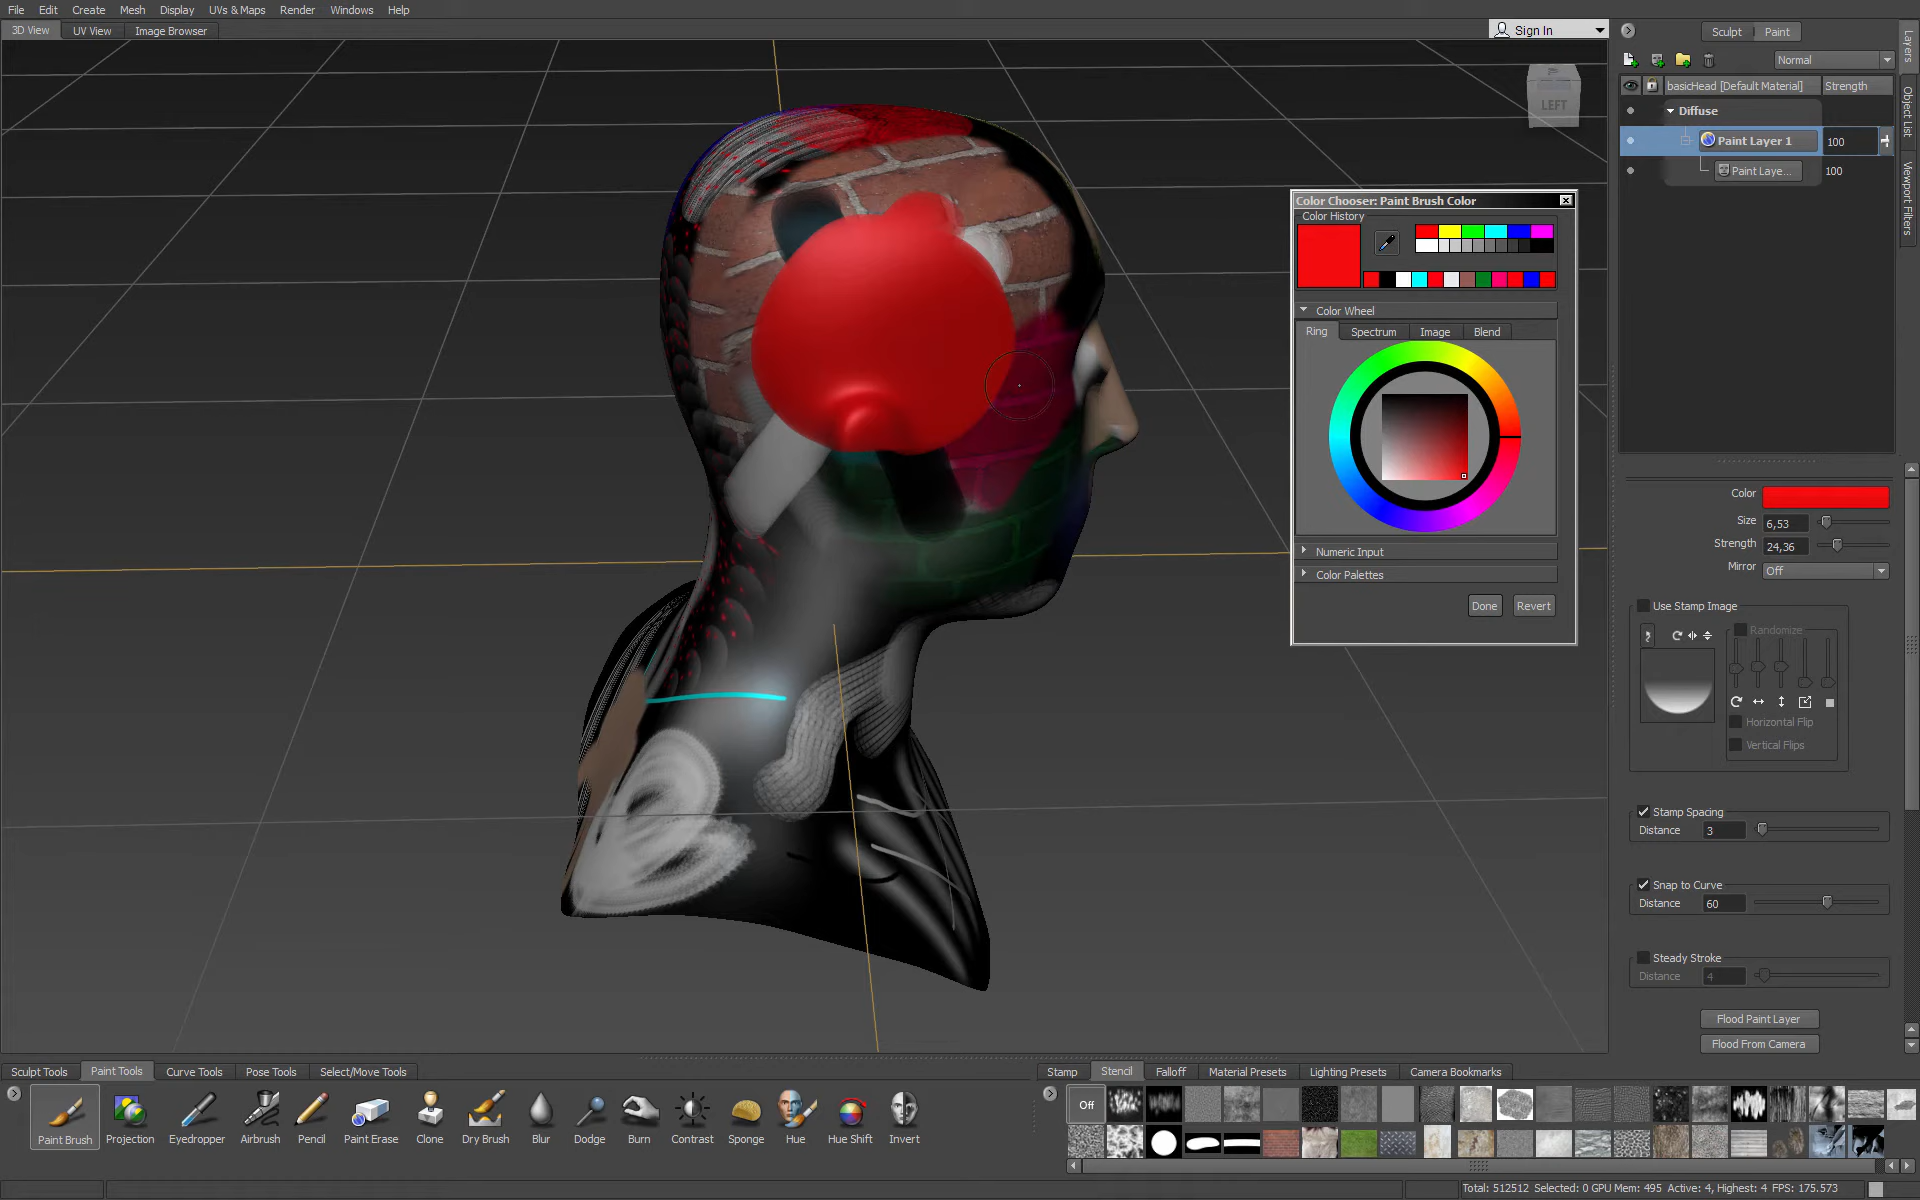 File Edit Create Mesh Display UVs & Maps Render Windows Help
3D View UV View Image Browser
Sign In
Sculpt Paint
Normal
basicHead [Default Material] Strength
Diffuse
Paint Layer 1 100
Paint Laye... 100
Layers
Object List
Viewport Filters
LEFT
Color Chooser: Paint Brush Color
Color History
Color Wheel
Ring Spectrum Image Blend
Numeric Input
Color Palettes
Done Revert
Color
Size 6,53
Strength 24,36
Mirror Off
Use Stamp Image
Randomize
Horizontal Flip
Vertical Flips
Stamp Spacing
Distance 3
Snap to Curve
Distance 60
Steady Stroke
Distance 4
Flood Paint Layer
Flood From Camera
Sculpt Tools Paint Tools Curve Tools Pose Tools Select/Move Tools
Paint Brush Projection Eyedropper Airbrush Pencil Paint Erase Clone Dry Brush Blur Dodge Burn Contrast Sponge Hue Hue Shift Invert
Stamp Stencil Falloff Material Presets Lighting Presets Camera Bookmarks
Off
Total: 512512 Selected: 0 GPU Mem: 495 Active: 4, Highest: 4 FPS: 175.573